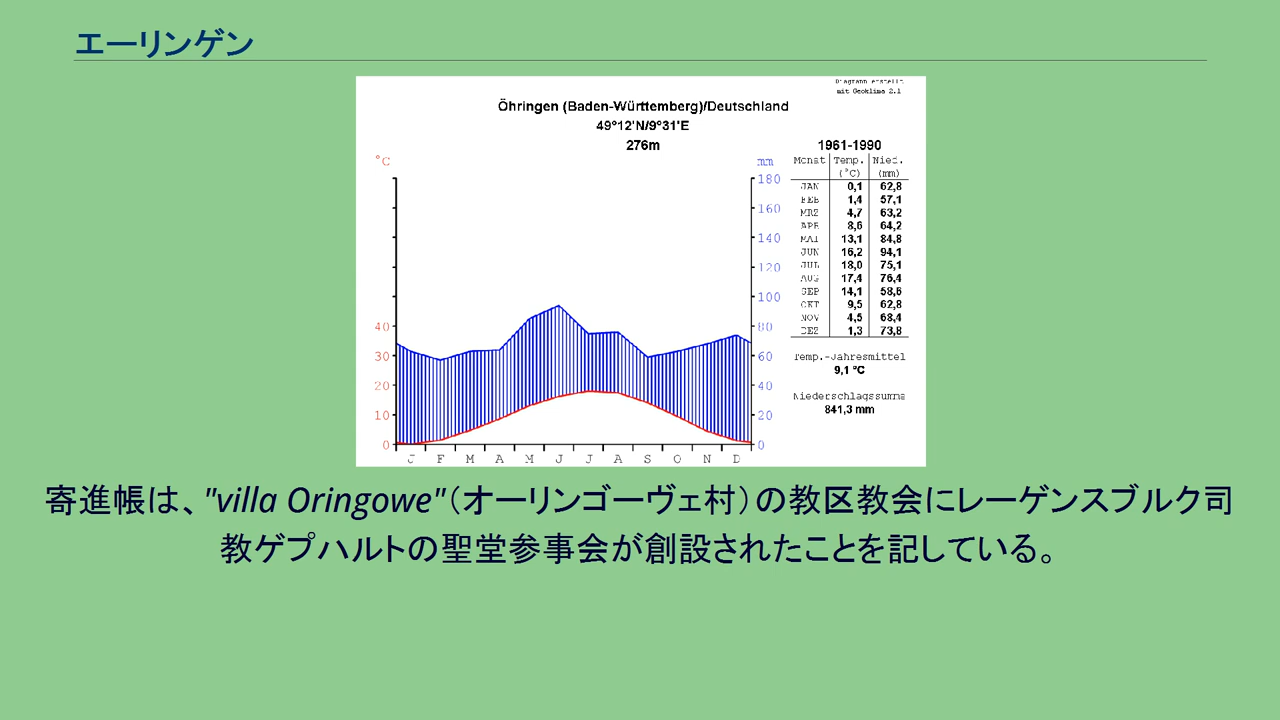 エーリンゲン
Diagramm erstellt
mit Geoklima 2.1
Öhringen (Baden-Württemberg)/Deutschland
49°12'N/9°31'E
276m
1961-1990
°C
mm
Monat Temp. Nied.
(°C) (mm)
JAN 0,1 62,8
FEB 1,4 57,1
MRZ 4,7 63,2
APR 8,6 64,2
MAI 13,1 84,8
JUN 16,2 94,1
JUL 18,0 75,1
AUG 17,4 76,4
SEP 14,1 58,6
OKT 9,5 62,8
NOV 4,5 68,4
DEZ 1,3 73,8
Temp.-Jahresmittel
9,1 °C
Niederschlagssumme
841,3 mm
180
160
140
120
100
40 80
30 60
20 40
10 20
0 0
J F M A M J J A S O N D
寄進帳は、"villa Oringowe"（オーリンゴーヴェ村）の教区教会にレーゲンスブルク司
教ゲプハルトの聖堂参事会が創設されたことを記している。